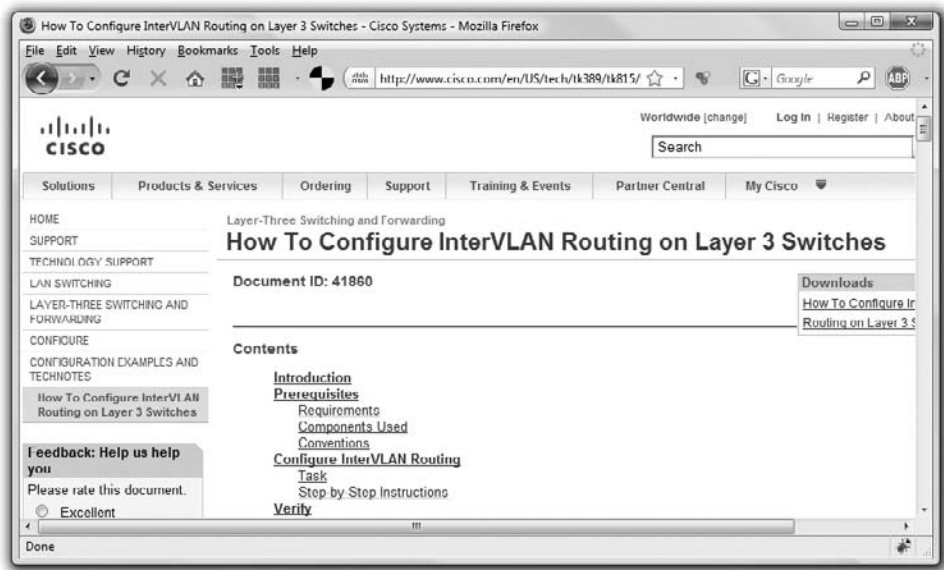 How To Configure InterVLAN Routing on Layer 3 Switches - Cisco Systems - Mozilla Firefox
File Edit View History Bookmarks Tools Help
http://www.cisco.com/en/US/tech/tk389/tk815/
Google
ABP
CISCO
Worldwide [change] Log In | Register | About
Search
Solutions Products & Services Ordering Support Training & Events Partner Central My Cisco
HOME
SUPPORT
TECHNOLOGY SUPPORT
LAN SWITCHING
LAYER-THREE SWITCHING AND
FORWARDING
CONFIGURE
CONFIGURATION EXAMPLES AND
TECHNOTES
How To Configure InterVLAN
Routing on Layer 3 Switches
Feedback: Help us help
you
Please rate this document.
Excellent
Layer-Three Switching and Forwarding
How To Configure InterVLAN Routing on Layer 3 Switches
Document ID: 41860
Downloads
How To Configure
Routing on Layer 3
Contents
Introduction
Prerequisites
Requirements
Components Used
Conventions
Configure InterVLAN Routing
Task
Step by Step Instructions
Verify
Done